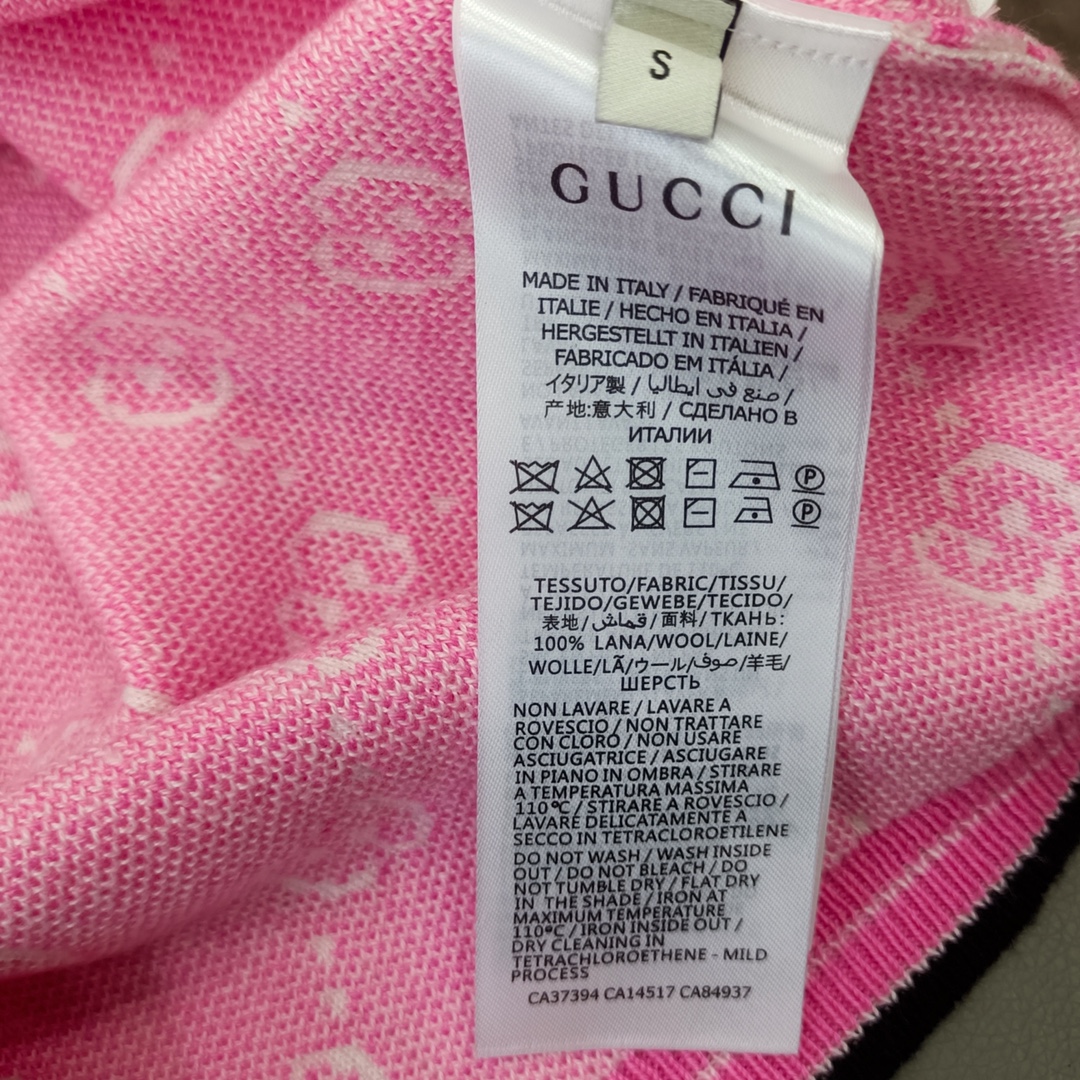 S
GUCCI
MADE IN ITALY / FABRIQUÉ EN
ITALIE / HECHO EN ITALIA /
HERGESTELLT IN ITALIEN /
FABRICADO EM ITÁLIA /
イタリア製 / صنع في ايطاليا /
产地:意大利 / СДЕЛАНО В
ИТАЛИИ
P
P
TESSUTO/FABRIC/TISSU/
TEJIDO/GEWEBE/TECIDO/
表地/قماش/面料/ТКАНЬ:
100% LANA/WOOL/LAINE/
WOLLE/LÃ/ウール/صوف/羊毛/
ШЕРСТЬ
NON LAVARE / LAVARE A
ROVESCIO / NON TRATTARE
CON CLORO / NON USARE
ASCIUGATRICE / ASCIUGARE
IN PIANO IN OMBRA / STIRARE
A TEMPERATURA MASSIMA
110°C / STIRARE A ROVESCIO /
LAVARE DELICATAMENTE A
SECCO IN TETRACLOROETILENE
DO NOT WASH / WASH INSIDE
OUT / DO NOT BLEACH / DO
NOT TUMBLE DRY / FLAT DRY
IN THE SHADE / IRON AT
MAXIMUM TEMPERATURE
110°C / IRON INSIDE OUT /
DRY CLEANING IN
TETRACHLOROETHENE - MILD
PROCESS
CA37394 CA14517 CA84937